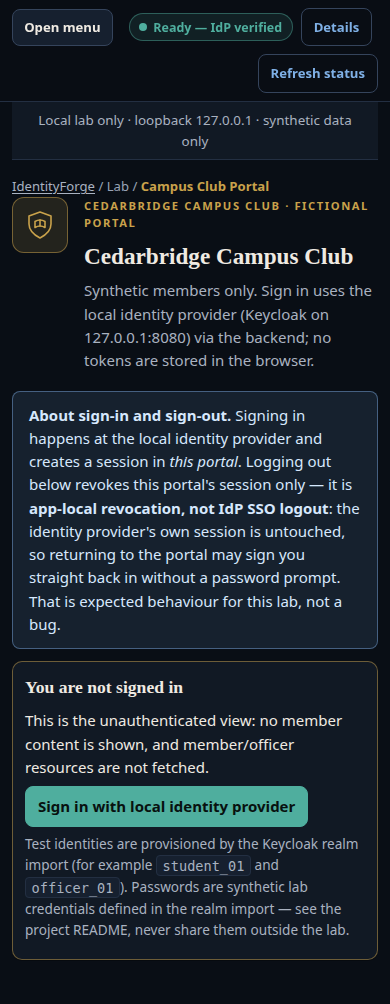 Open menu
Ready — IdP verified
Details
Refresh status
Local lab only · loopback 127.0.0.1 · synthetic data
only
IdentityForge / Lab / Campus Club Portal
CEDARBRIDGE CAMPUS CLUB · FICTIONAL
PORTAL
Cedarbridge Campus Club
Synthetic members only. Sign in uses the
local identity provider (Keycloak on
127.0.0.1:8080) via the backend; no
tokens are stored in the browser.
About sign-in and sign-out. Signing in
happens at the local identity provider and
creates a session in this portal. Logging out
below revokes this portal's session only — it is
app-local revocation, not IdP SSO logout: the
identity provider's own session is untouched,
so returning to the portal may sign you
straight back in without a password prompt.
That is expected behaviour for this lab, not a
bug.
You are not signed in
This is the unauthenticated view: no member
content is shown, and member/officer
resources are not fetched.
Sign in with local identity provider
Test identities are provisioned by the Keycloak realm
import (for example student_01 and
officer_01). Passwords are synthetic lab
credentials defined in the realm import — see the
project README, never share them outside the lab.